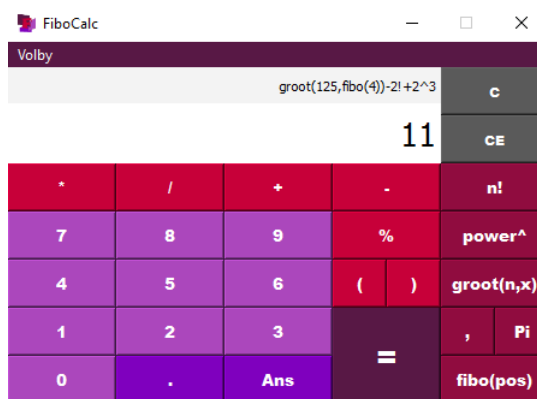 FiboCalc
Volby
groot(125,fibo(4))-2!+2^3
C
11
CE
* / + - n!
7 8 9 % power^
4 5 6 ( ) groot(n,x)
1 2 3 = , Pi
0 . Ans fibo(pos)